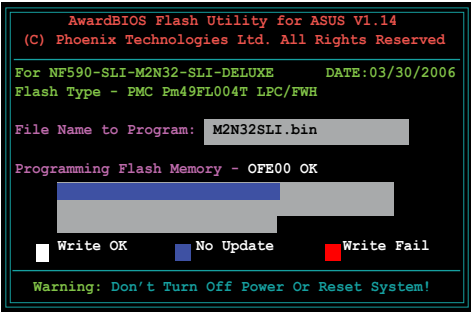 AwardBIOS Flash Utility for ASUS V1.14
(C) Phoenix Technologies Ltd. All Rights Reserved
For NF590-SLI-M2N32-SLI-DELUXE DATE:03/30/2006
Flash Type - PMC Pm49FL004T LPC/FWH
File Name to Program: M2N32SLI.bin
Programming Flash Memory - OFE00 OK
Write OK No Update Write Fail
Warning: Don't Turn Off Power Or Reset System!